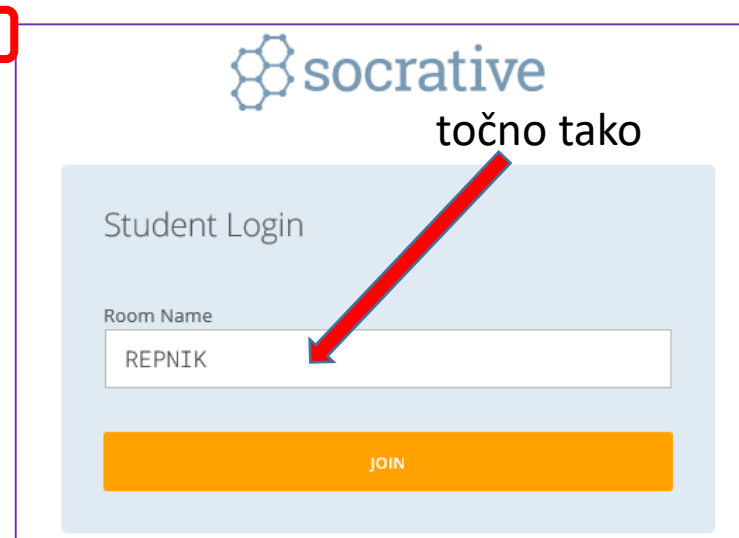 socrative
točno tako
Student Login
Room Name
REPNIK
JOIN